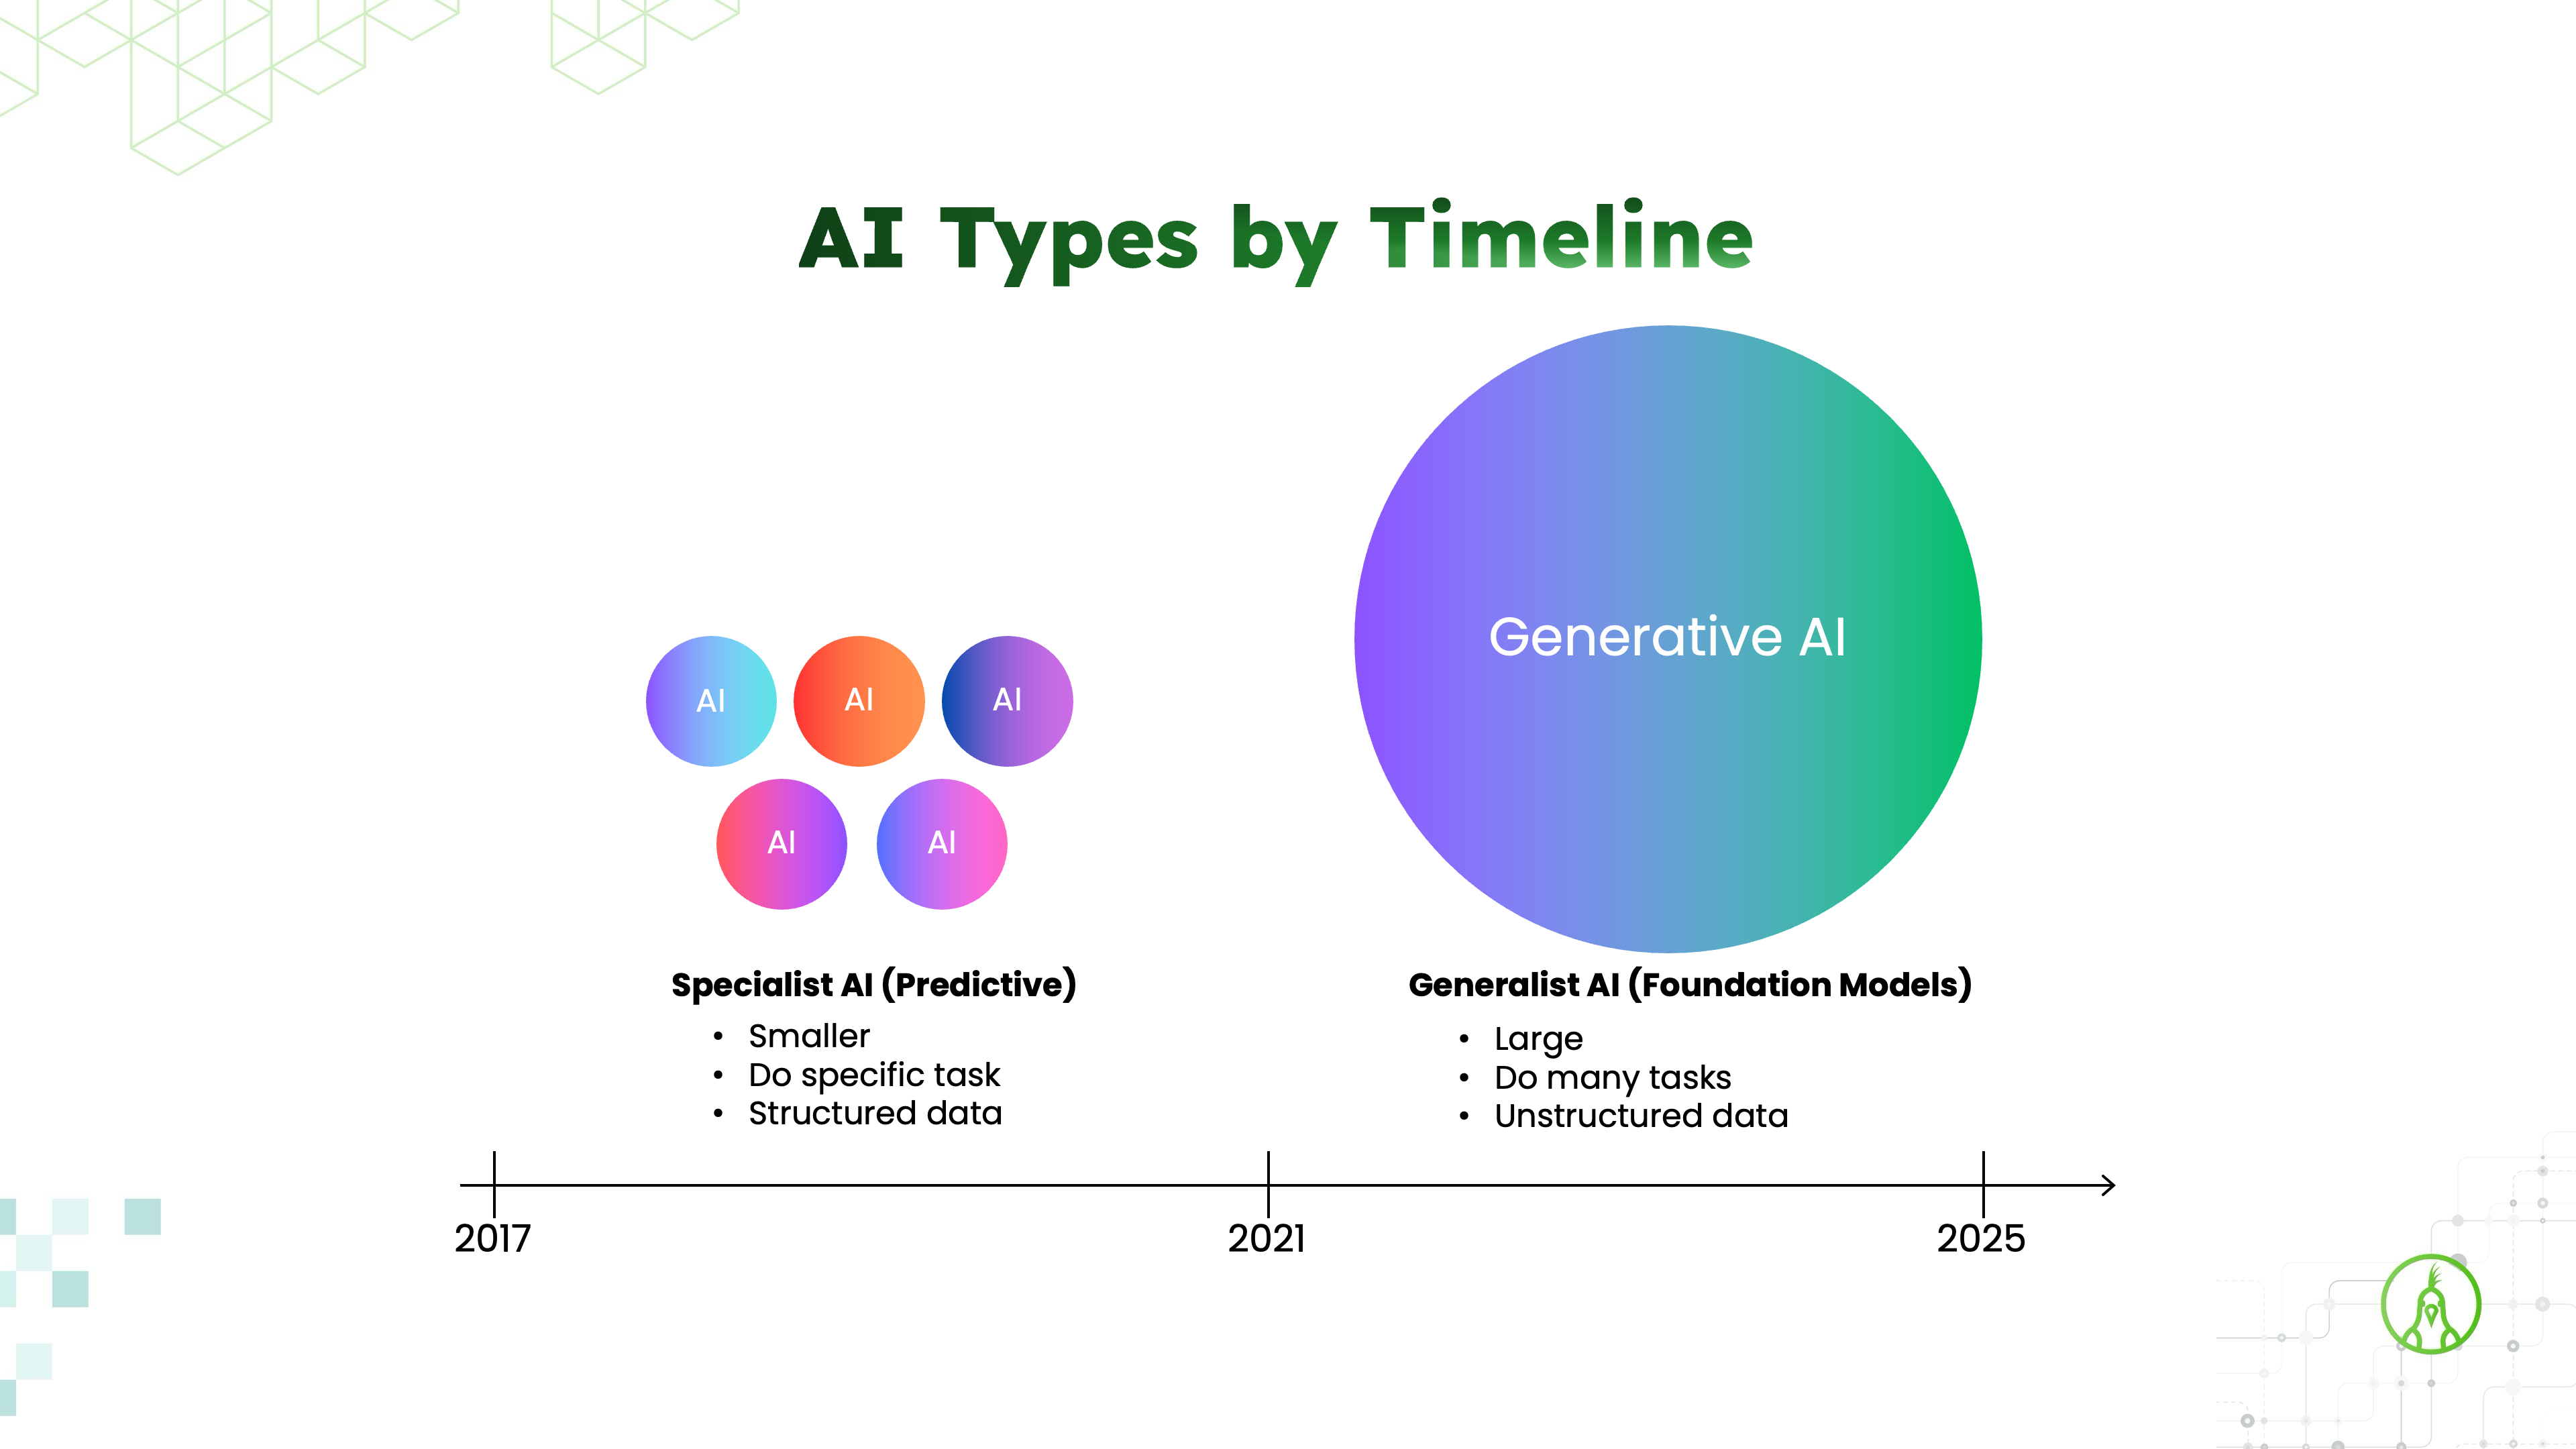 AI Types by Timeline
Generative AI
AI AI AI
AI AI
Specialist AI (Predictive)
• Smaller
• Do specific task
• Structured data
Generalist AI (Foundation Models)
• Large
• Do many tasks
• Unstructured data
2017 2021 2025